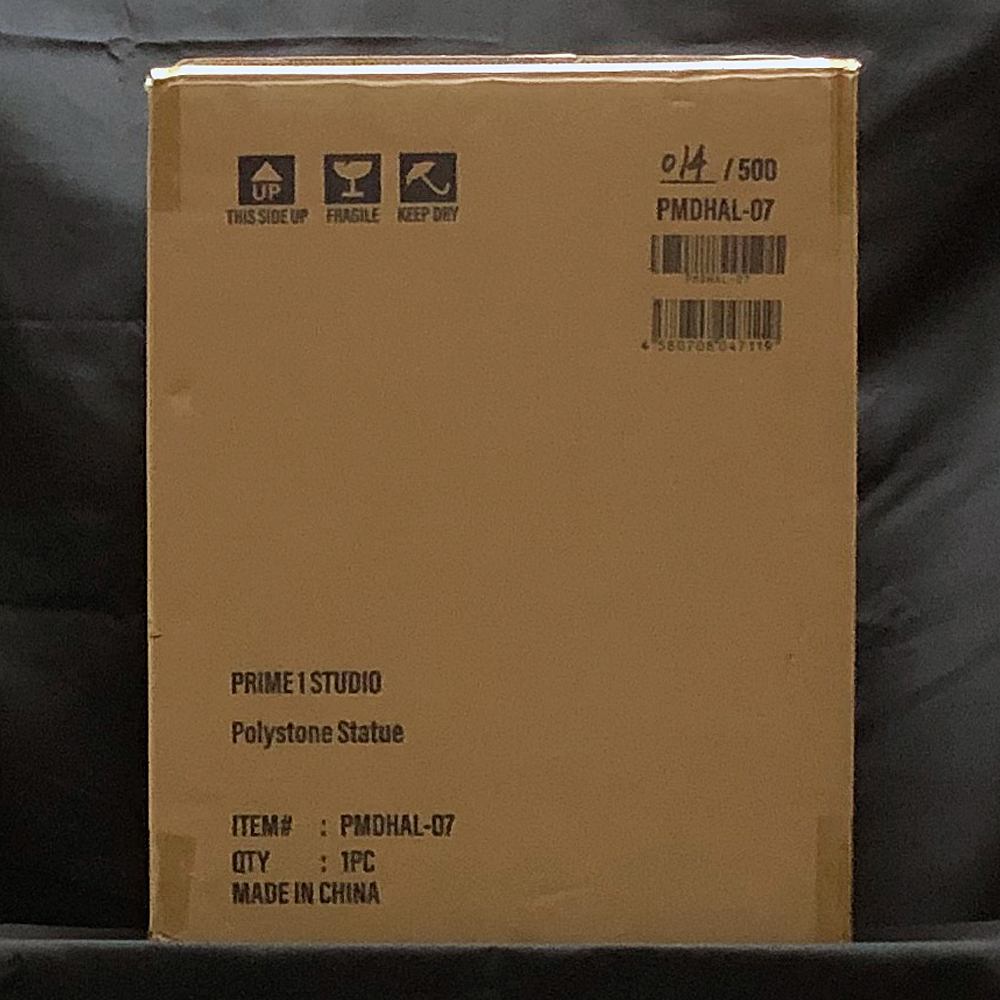 UP
THIS SIDE UP FRAGILE KEEP DRY
014 / 500
PMDHAL-07
PMDHAL-07
4 580708 047119
PRIME 1 STUDIO
Polystone Statue
ITEM# : PMDHAL-07
QTY : 1PC
MADE IN CHINA